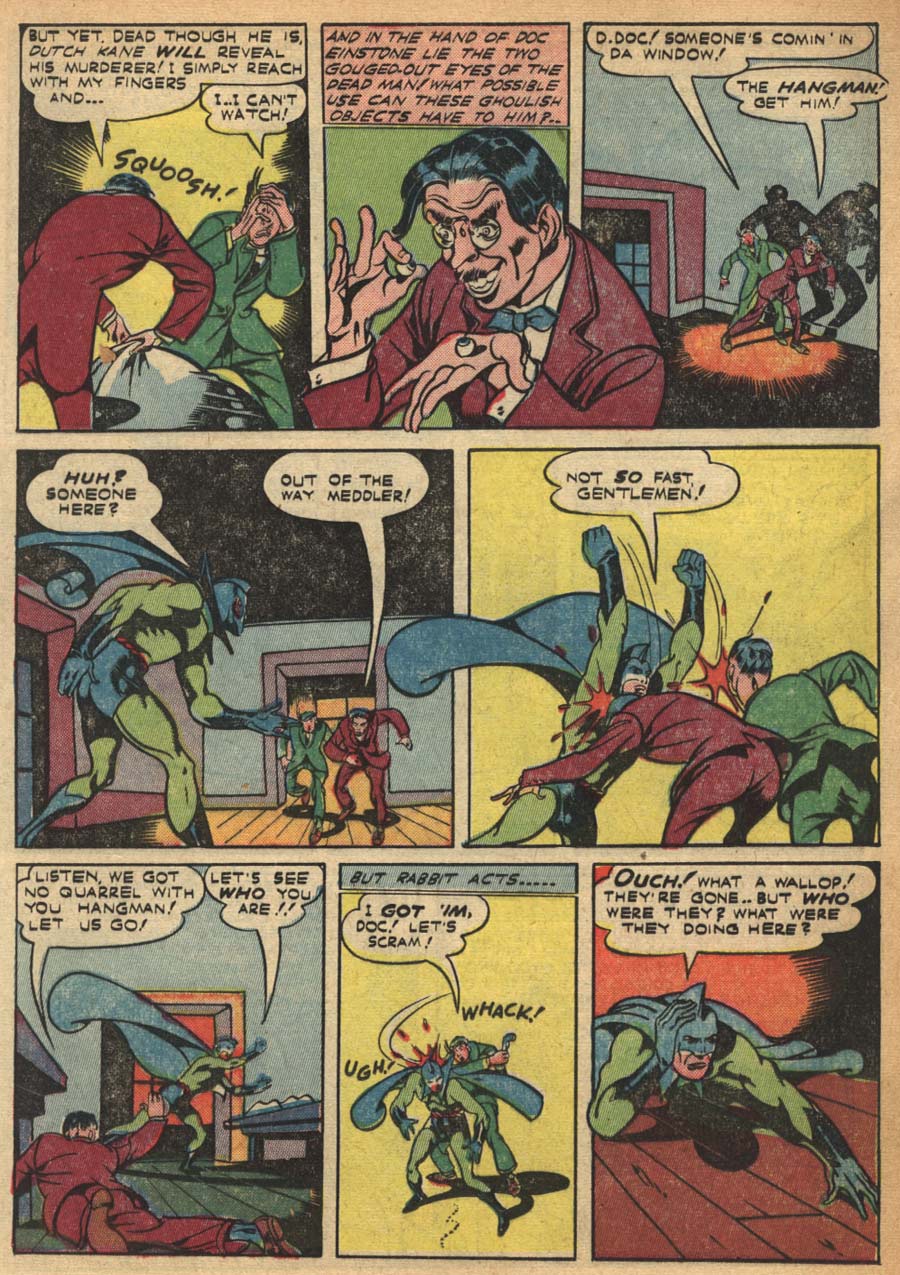 BUT YET, DEAD THOUGH HE IS,
DUTCH KANE WILL REVEAL
HIS MURDERER! I SIMPLY REACH
WITH MY FINGERS
AND...
I..I CAN'T
WATCH!
SQUOOSH!
AND IN THE HAND OF DOC
EINSTONE LIE THE TWO
GOUGED-OUT EYES OF THE
DEAD MAN! WHAT POSSIBLE
USE CAN THESE GHOULISH
OBJECTS HAVE TO HIM?..
D.DOC! SOMEONE'S COMIN' IN
DA WINDOW!
THE HANGMAN!
GET HIM!
HUH?
SOMEONE
HERE?
OUT OF THE
WAY MEDDLER!
NOT SO FAST,
GENTLEMEN!
LISTEN, WE GOT
NO QUARREL WITH
YOU HANGMAN!
LET US GO!
LET'S SEE
WHO YOU
ARE!!
BUT RABBIT ACTS.....
I GOT 'IM,
DOC! LET'S
SCRAM!
WHACK!
UGH!
OUCH! WHAT A WALLOP!
THEY'RE GONE.. BUT WHO
WERE THEY? WHAT WERE
THEY DOING HERE?